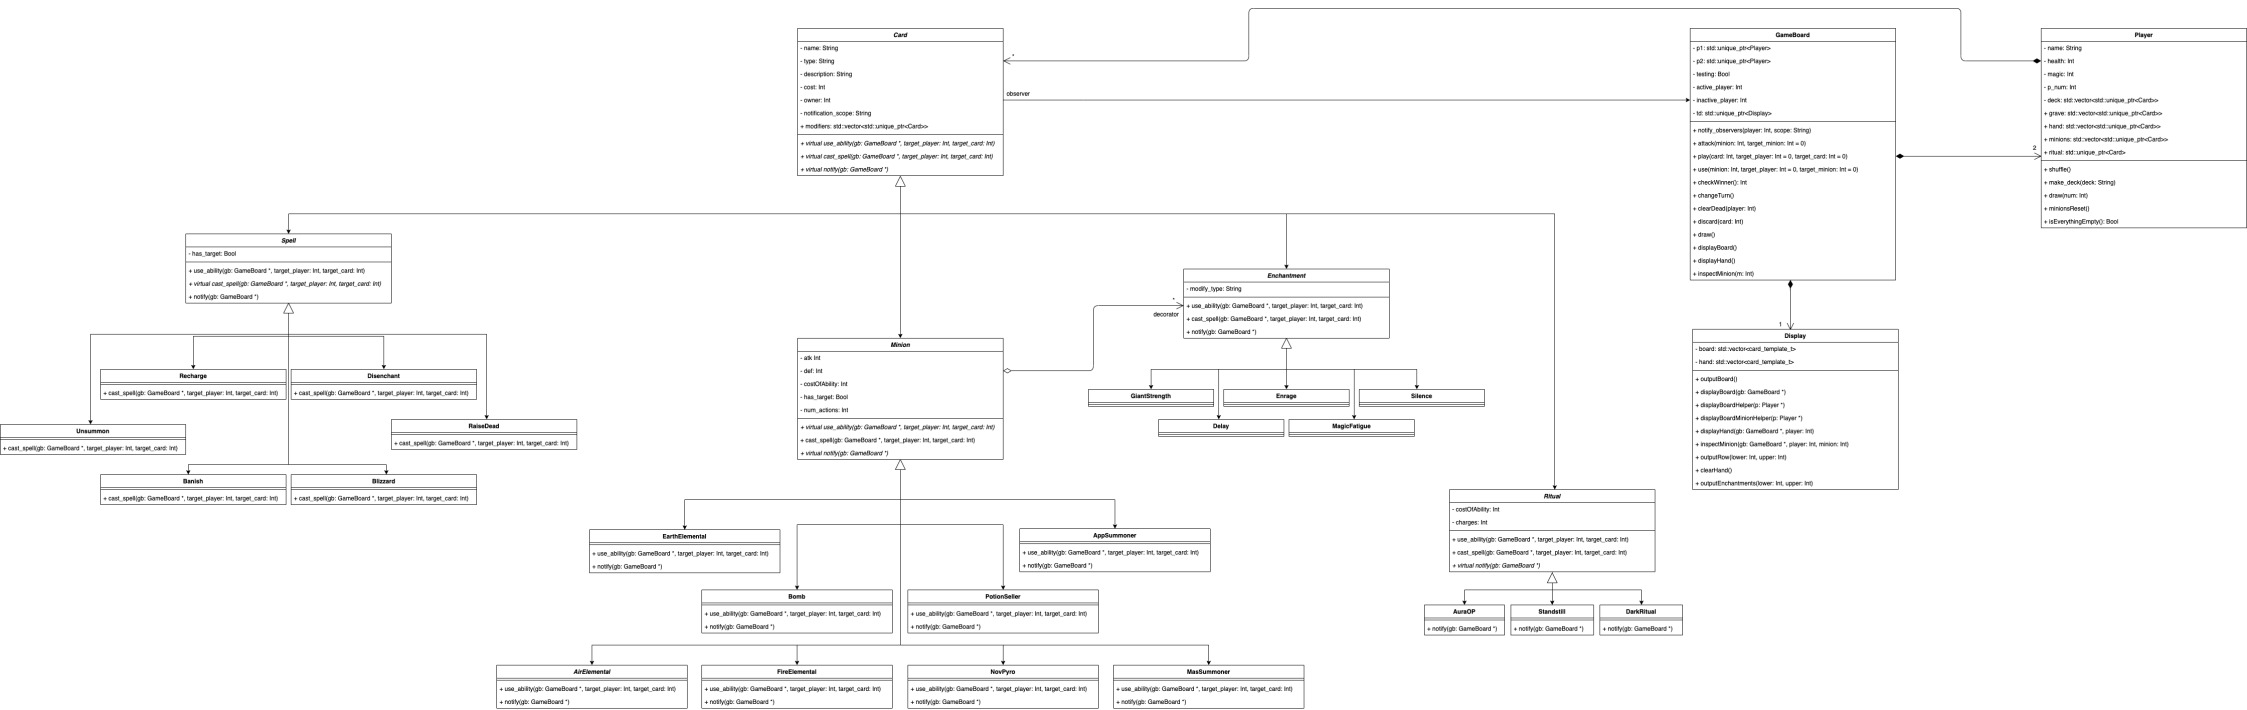 Card
- name: String
- type: String
- description: String
- cost: Int
- owner: Int
- notification_scope: String
+ modifiers: std::vector<std::unique_ptr<Card>>
+ virtual use_ability(gb: GameBoard *, target_player: Int, target_card: Int)
+ virtual cast_spell(gb: GameBoard *, target_player: Int, target_card: Int)
+ virtual notify(gb: GameBoard *)
*
observer
GameBoard
- p1: std::unique_ptr<Player>
- p2: std::unique_ptr<Player>
- testing: Bool
- active_player: Int
- inactive_player: Int
- td: std::unique_ptr<Display>
+ notify_observers(player: Int, scope: String)
+ attack(minion: Int, target_minion: Int = 0)
+ play(card: Int, target_player: Int = 0, target_card: Int = 0)
+ use(minion: Int, target_player: Int = 0, target_minion: Int = 0)
+ checkWinner(): Int
+ changeTurn()
+ clearDead(player: Int)
+ discard(card: Int)
+ draw()
+ displayBoard()
+ displayHand()
+ inspectMinion(m: Int)
2
Player
- name: String
- health: Int
- magic: Int
- p_num: Int
- deck: std::vector<std::unique_ptr<Card>>
+ grave: std::vector<std::unique_ptr<Card>>
+ hand: std::vector<std::unique_ptr<Card>>
+ minions: std::vector<std::unique_ptr<Card>>
+ ritual: std::unique_ptr<Card>
+ shuffle()
+ make_deck(deck: String)
+ draw(num: Int)
+ minionsReset()
+ isEverythingEmpty(): Bool
Spell
- has_target: Bool
+ use_ability(gb: GameBoard *, target_player: Int, target_card: Int)
+ virtual cast_spell(gb: GameBoard *, target_player: Int, target_card: Int)
+ notify(gb: GameBoard *)
Enchantment
- modify_type: String
+ use_ability(gb: GameBoard *, target_player: Int, target_card: Int)
+ cast_spell(gb: GameBoard *, target_player: Int, target_card: Int)
+ notify(gb: GameBoard *)
*
decorator
1
Display
- board: std::vector<card_template_t>
- hand: std::vector<card_template_t>
+ outputBoard()
+ displayBoard(gb: GameBoard *)
+ displayBoardHelper(p: Player *)
+ displayBoardMinionHelper(p: Player *)
+ displayHand(gb: GameBoard *, player: Int)
+ inspectMinion(gb: GameBoard *, player: Int, minion: Int)
+ outputRow(lower: Int, upper: Int)
+ clearHand()
+ outputEnchantments(lower: Int, upper: Int)
Minion
- atk Int
- def: Int
- costOfAbility: Int
- has_target: Bool
- num_actions: Int
+ virtual use_ability(gb: GameBoard *, target_player: Int, target_card: Int)
+ cast_spell(gb: GameBoard *, target_player: Int, target_card: Int)
+ virtual notify(gb: GameBoard *)
Recharge
+ cast_spell(gb: GameBoard *, target_player: Int, target_card: Int)
Disenchant
+ cast_spell(gb: GameBoard *, target_player: Int, target_card: Int)
Unsummon
+ cast_spell(gb: GameBoard *, target_player: Int, target_card: Int)
RaiseDead
+ cast_spell(gb: GameBoard *, target_player: Int, target_card: Int)
Banish
+ cast_spell(gb: GameBoard *, target_player: Int, target_card: Int)
Blizzard
+ cast_spell(gb: GameBoard *, target_player: Int, target_card: Int)
GiantStrength
Enrage
Silence
Delay
MagicFatigue
Ritual
- costOfAbility: Int
- charges: Int
+ use_ability(gb: GameBoard *, target_player: Int, target_card: Int)
+ cast_spell(gb: GameBoard *, target_player: Int, target_card: Int)
+ virtual notify(gb: GameBoard *)
EarthElemental
+ use_ability(gb: GameBoard *, target_player: Int, target_card: Int)
+ notify(gb: GameBoard *)
AppSummoner
+ use_ability(gb: GameBoard *, target_player: Int, target_card: Int)
+ notify(gb: GameBoard *)
Bomb
+ use_ability(gb: GameBoard *, target_player: Int, target_card: Int)
+ notify(gb: GameBoard *)
PotionSeller
+ use_ability(gb: GameBoard *, target_player: Int, target_card: Int)
+ notify(gb: GameBoard *)
AuraOP
+ notify(gb: GameBoard *)
Standstill
+ notify(gb: GameBoard *)
DarkRitual
+ notify(gb: GameBoard *)
AirElemental
+ use_ability(gb: GameBoard *, target_player: Int, target_card: Int)
+ notify(gb: GameBoard *)
FireElemental
+ use_ability(gb: GameBoard *, target_player: Int, target_card: Int)
+ notify(gb: GameBoard *)
NovPyro
+ use_ability(gb: GameBoard *, target_player: Int, target_card: Int)
+ notify(gb: GameBoard *)
MasSummoner
+ use_ability(gb: GameBoard *, target_player: Int, target_card: Int)
+ notify(gb: GameBoard *)